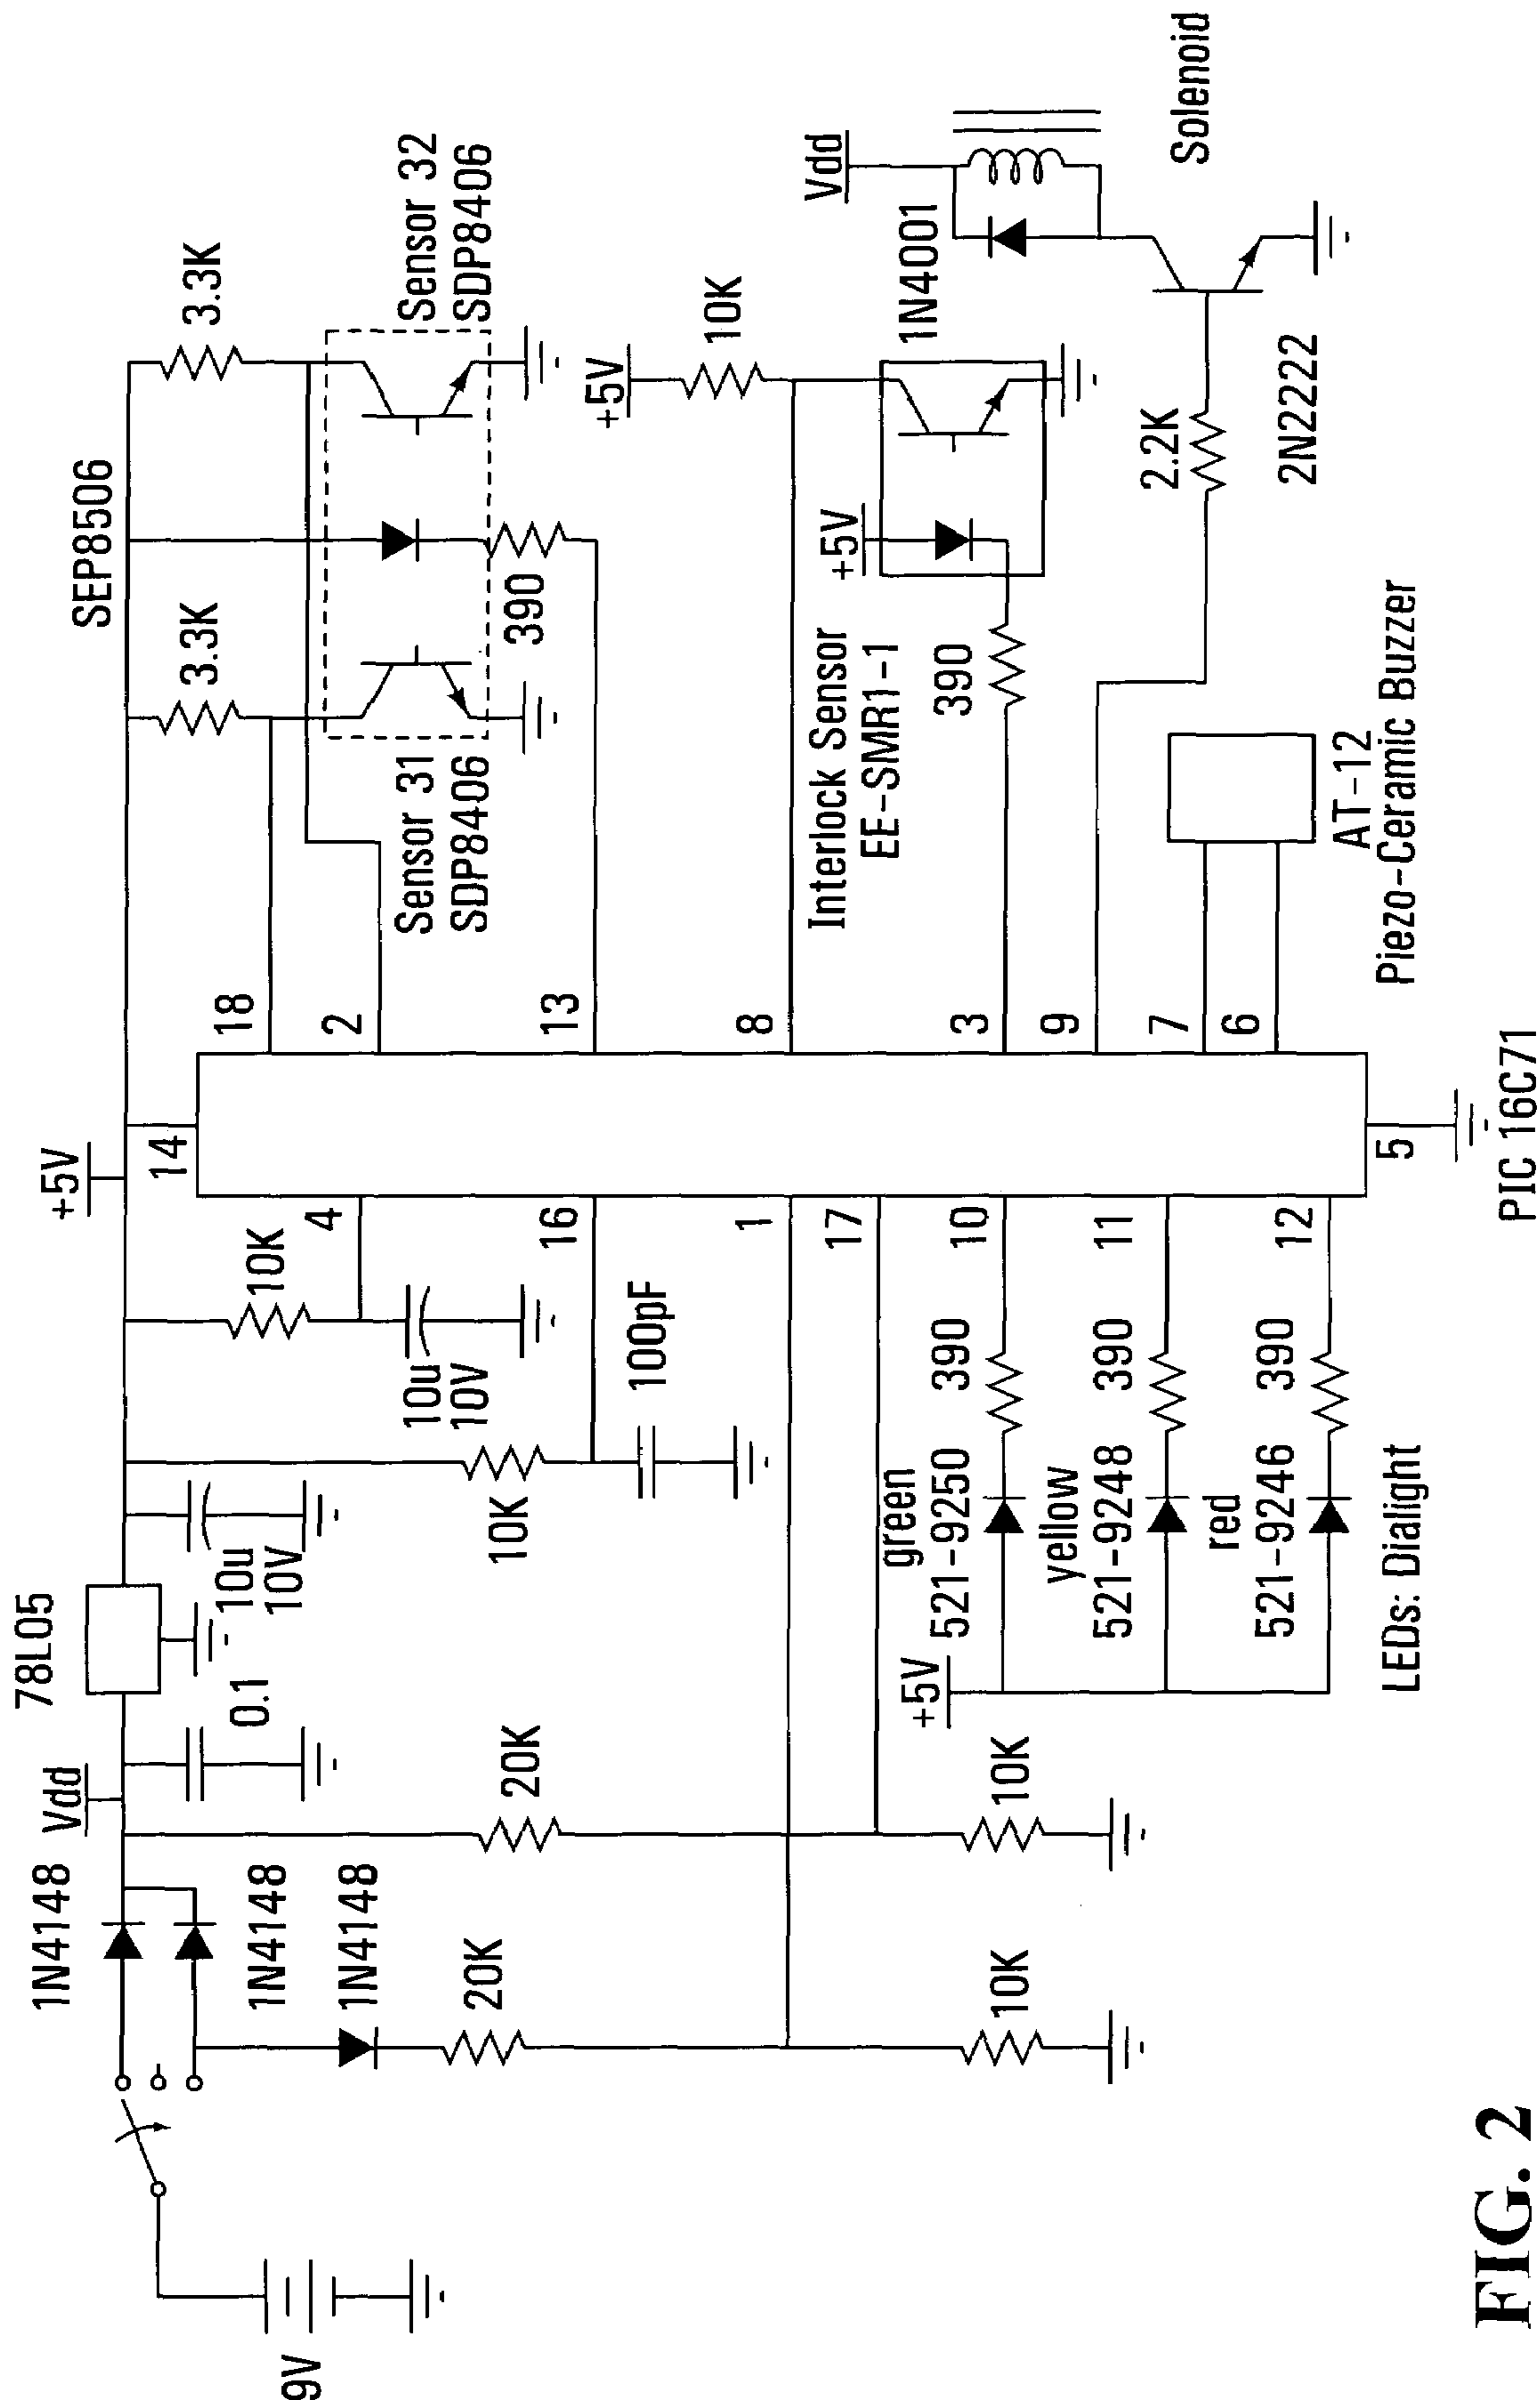 9V
1N4148
1N4148
1N4148
Vdd
78L05
0.1
10u
10V
20K
20K
10K
10K
10K
100pF
10K
10u
10V
+5V
SEP8506
3.3K
3.3K
Sensor 31
SDP8406
Sensor 32
SDP8406
390
14
4
16
1
17
10
11
12
5
18
2
13
8
3
9
7
6
+5V
10K
Interlock Sensor
EE-SMR1-1
+5V
390
1N4001
Vdd
Solenoid
2.2K
2N2222
AT-12
Piezo-Ceramic Buzzer
+5V
green
521-9250
390
yellow
521-9248
390
red
521-9246
390
LEDs: Dialight
PIC 16C71
FIG. 2